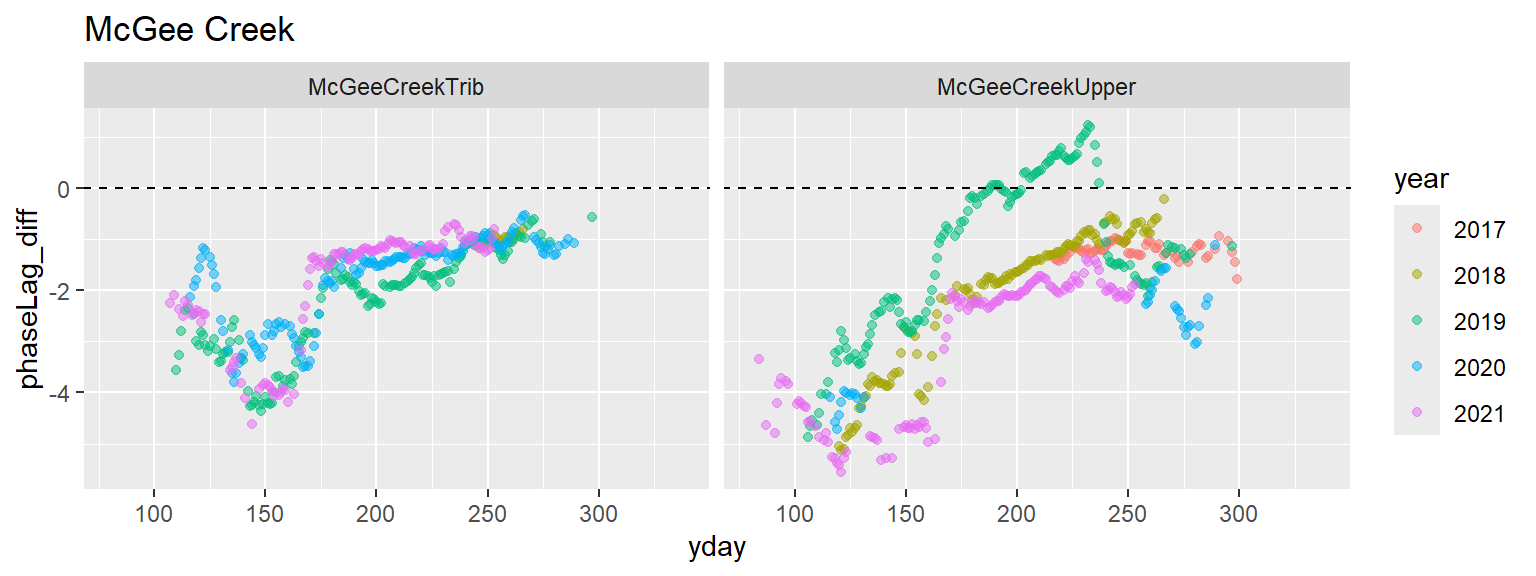 McGee Creek
McGeeCreekTrib McGeeCreekUpper
phaseLag_diff
0
-2
-4
100 150 200 250 300 100 150 200 250 300
yday
year
2017
2018
2019
2020
2021